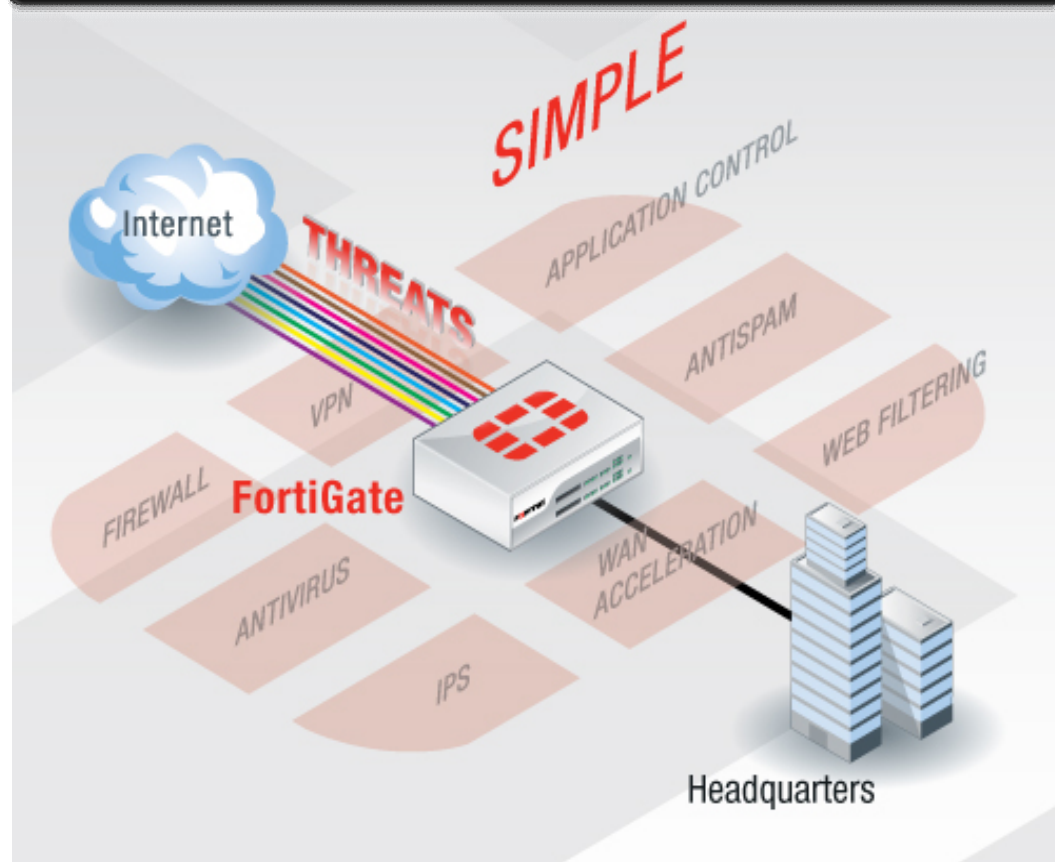 SIMPLE
APPLICATION CONTROL
Internet
THREATS
ANTISPAM
VPN
WEB FILTERING
FIREWALL
FortiGate
WAN
ACCELERATION
ANTIVIRUS
IPS
Headquarters